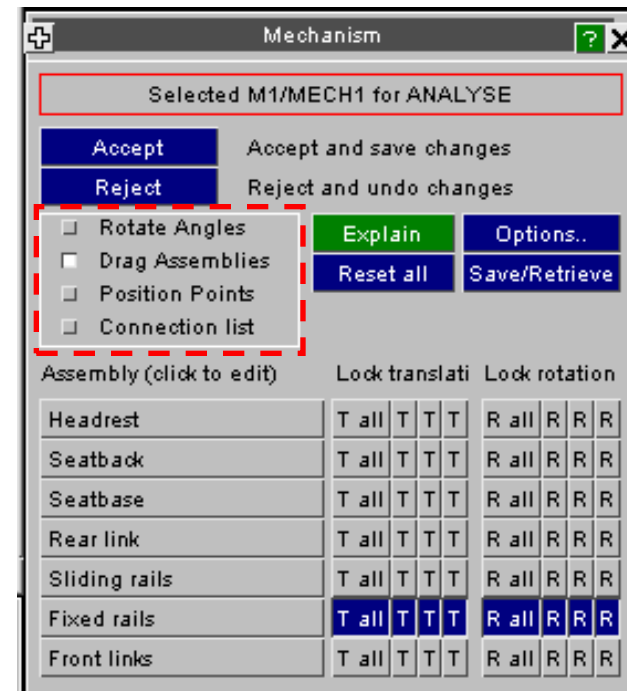 Mechanism ? X
Selected M1/MECH1 for ANALYSE
Accept Accept and save changes
Reject Reject and undo changes
Rotate Angles Explain Options..
Drag Assemblies Reset all Save/Retrieve
Position Points
Connection list
Assembly (click to edit) Lock translati Lock rotation
Headrest T all T T T R all R R R
Seatback T all T T T R all R R R
Seatbase T all T T T R all R R R
Rear link T all T T T R all R R R
Sliding rails T all T T T R all R R R
Fixed rails T all T T T R all R R R
Front links T all T T T R all R R R